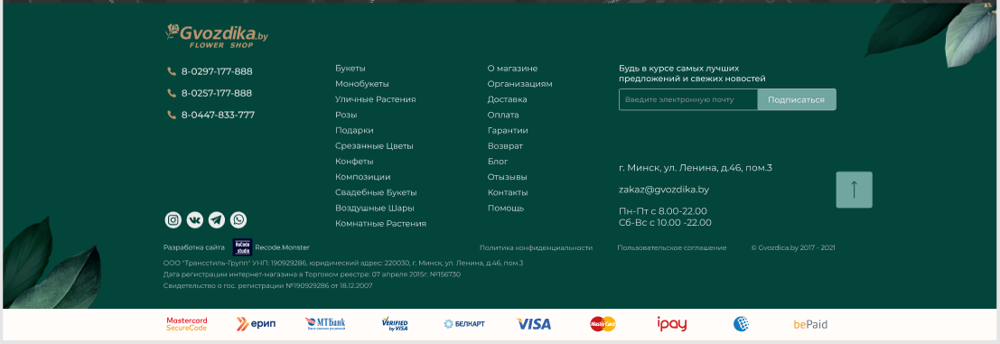 Gvozdika.by
FLOWER SHOP
8-0297-177-888
8-0257-177-888
8-0447-833-777
Букеты
Монобукеты
Уличные Растения
Розы
Подарки
Срезанные Цветы
Конфеты
Композиции
Свадебные Букеты
Воздушные Шары
Комнатные Растения
О магазине
Организациям
Доставка
Оплата
Гарантии
Возврат
Блог
Отызывы
Контакты
Помощь
Будь в курсе самых лучших
предложений и свежих новостей
Введите электронную почту
Подписаться
г. Минск, ул. Ленина, д.46, пом.3
zakaz@gvozdika.by
Пн-Пт с 8.00-22.00
Сб-Вс с 10.00 -22.00
Разработка сайта ReCode studio Recode.Monster
Политика конфиденциальности
Пользовательское соглашение
© Gvozdica.by 2017 - 2021
ООО "Трансстиль-Групп" УНП: 190929286, юридический адрес: 220030, г. Минск, ул. Ленина, д.46, пом.3
Дата регистрации интернет-магазина в Торговом реестре: 07 апреля 2015г. №156730
Свидетельство о гос. регистрации №190929286 от 18.12.2007
Mastercard
SecureCode
ерип
МТБанк
VERIFIED
by VISA
БЕЛКАРТ
VISA
MasterCard
ipay
bePaid